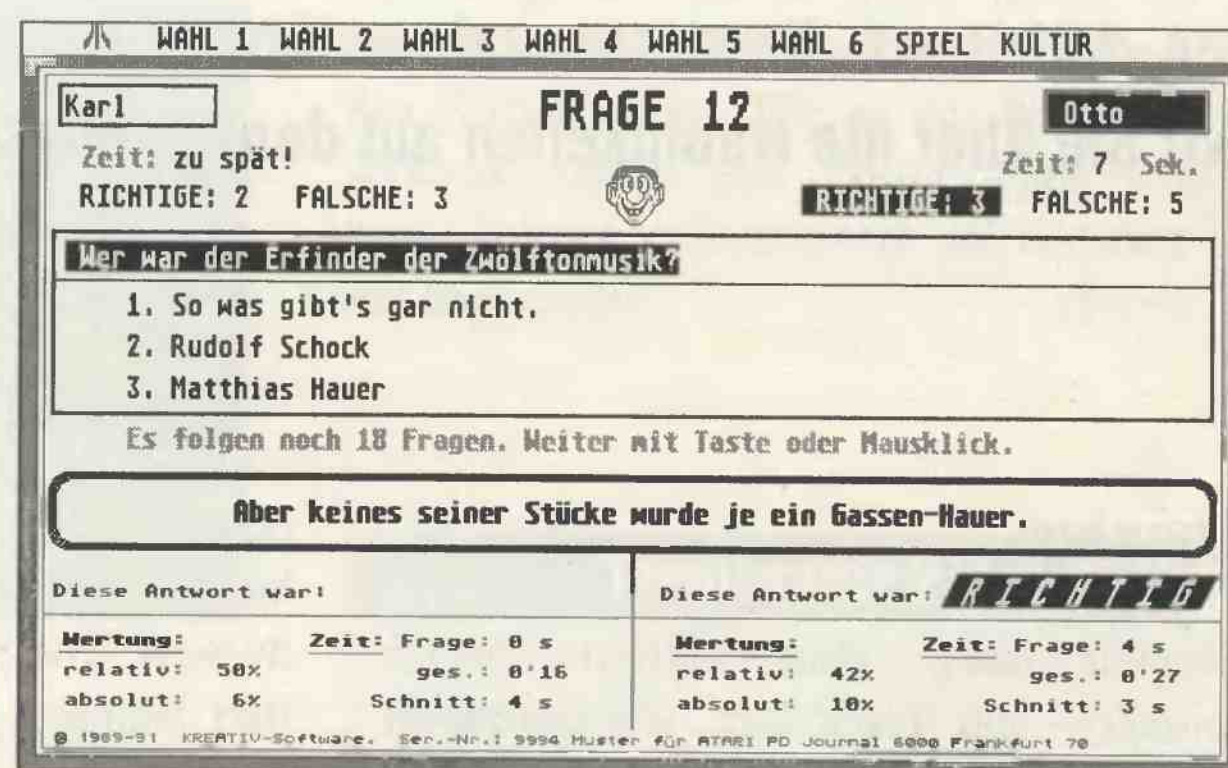 WAHL 1 WAHL 2 WAHL 3 WAHL 4 WAHL 5 WAHL 6 SPIEL KULTUR
Karl FRAGE 12 Otto
Zeit: zu spät! Zeit: 7 Sek.
RICHTIGE: 2 FALSCHE: 3 RICHTIGE: 3 FALSCHE: 5
Wer war der Erfinder der Zwölftonmusik?
1. So was gibt's gar nicht.
2. Rudolf Schock
3. Matthias Hauer
Es folgen noch 18 Fragen. Weiter mit Taste oder Mausklick.
Aber keines seiner Stücke wurde je ein Gassen-Hauer.
Diese Antwort war: Diese Antwort war: RICHTIG
Wertung: Zeit: Frage: 0 s Wertung: Zeit: Frage: 4 s
relativ: 50% ges.: 0'16 relativ: 42% ges.: 0'27
absolut: 6% Schnitt: 4 s absolut: 10% Schnitt: 3 s
© 1989-91 KREATIV-Software. Ser.-Nr.: 9994 Muster für ATARI PD Journal 6000 Frankfurt 70